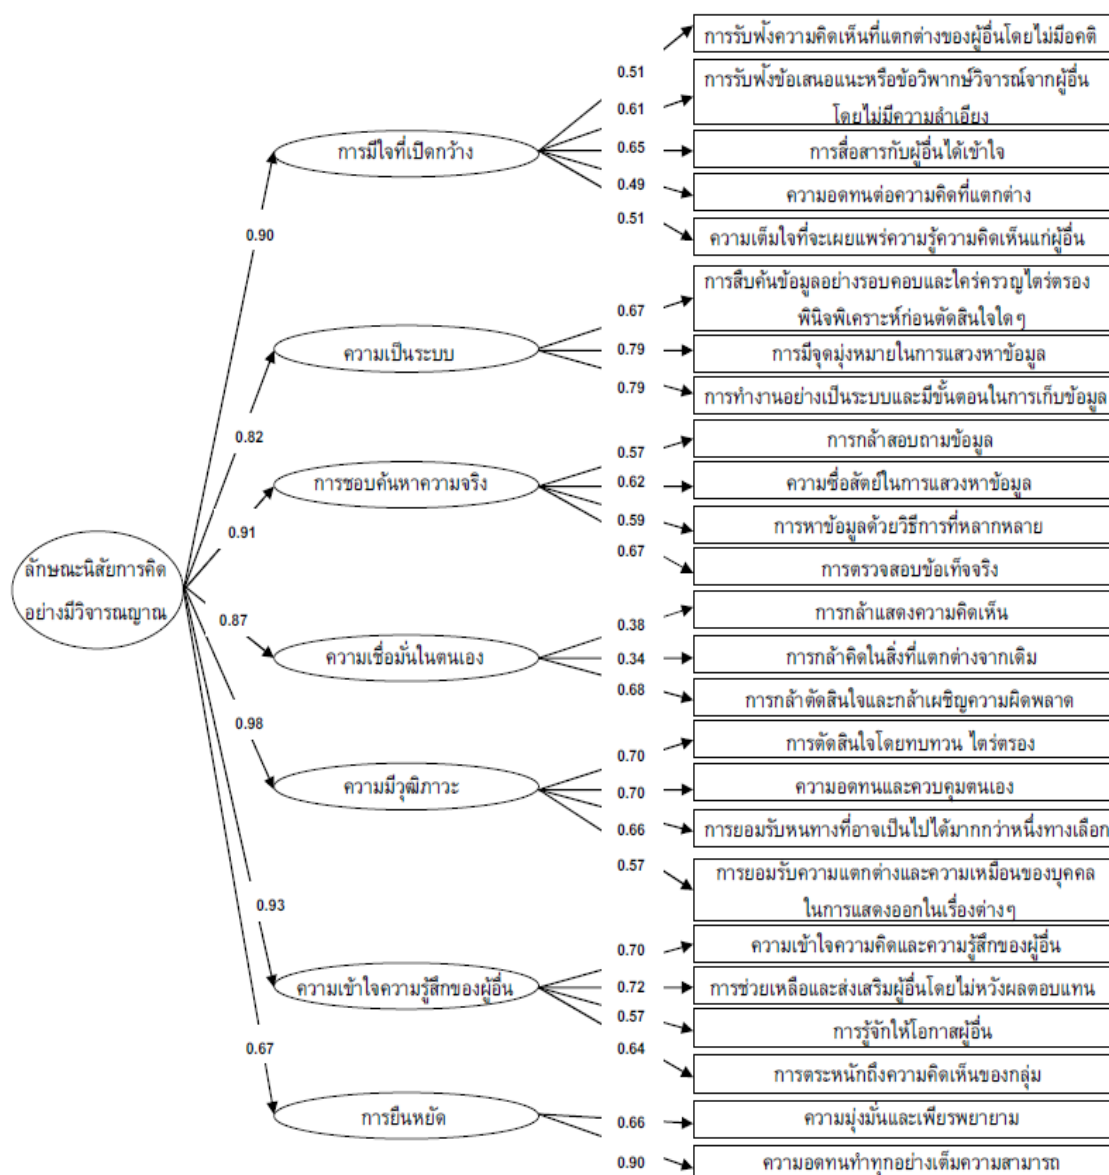 การรับฟังความคิดเห็นที่แตกต่างของผู้อื่นโดยไม่มีอคติ
0.51
การรับฟังข้อเสนอแนะหรือข้อวิพากษ์วิจารณ์จากผู้อื่น
โดยไม่มีความลำเอียง
0.61
การมีใจที่เปิดกว้าง
0.65
การสื่อสารกับผู้อื่นได้เข้าใจ
0.49
ความอดทนต่อความคิดที่แตกต่าง
0.51
ความเต็มใจที่จะเผยแพร่ความรู้ความคิดเห็นแก่ผู้อื่น
0.90
การสืบค้นข้อมูลอย่างรอบคอบและใคร่ครวญไตร่ตรอง
พินิจพิเคราะห์ก่อนตัดสินใจใดๆ
0.67
ความเป็นระบบ
0.79
การมีจุดมุ่งหมายในการแสวงหาข้อมูล
0.79
การทำงานอย่างเป็นระบบและมีขั้นตอนในการเก็บข้อมูล
0.82
0.57
การกล้าสอบถามข้อมูล
การชอบค้นหาความจริง
0.62
ความซื่อสัตย์ในการแสวงหาข้อมูล
0.91
0.59
การหาข้อมูลด้วยวิธีการที่หลากหลาย
0.67
การตรวจสอบข้อเท็จจริง
ลักษณะนิสัยการคิด
อย่างมีวิจารณญาณ
0.87
0.38
การกล้าแสดงความคิดเห็น
ความเชื่อมั่นในตนเอง
0.34
การกล้าคิดในสิ่งที่แตกต่างจากเดิม
0.68
การกล้าตัดสินใจและกล้าเผชิญความผิดพลาด
0.98
0.70
การตัดสินใจโดยทบทวน ไตร่ตรอง
ความมีวุฒิภาวะ
0.70
ความอดทนและควบคุมตนเอง
0.66
การยอมรับหนทางที่อาจเป็นไปได้มากกว่าหนึ่งทางเลือก
0.57
การยอมรับความแตกต่างและความเหมือนของบุคคล
ในการแสดงออกในเรื่องต่างๆ
0.93
0.70
ความเข้าใจความคิดและความรู้สึกของผู้อื่น
ความเข้าใจความรู้สึกของผู้อื่น
0.72
การช่วยเหลือและส่งเสริมผู้อื่นโดยไม่หวังผลตอบแทน
0.57
การรู้จักให้โอกาสผู้อื่น
0.67
0.64
การตระหนักถึงความคิดเห็นของกลุ่ม
การยืนหยัด
0.66
ความมุ่งมั่นและเพียรพยายาม
0.90
ความอดทนทำทุกอย่างเต็มความสามารถ